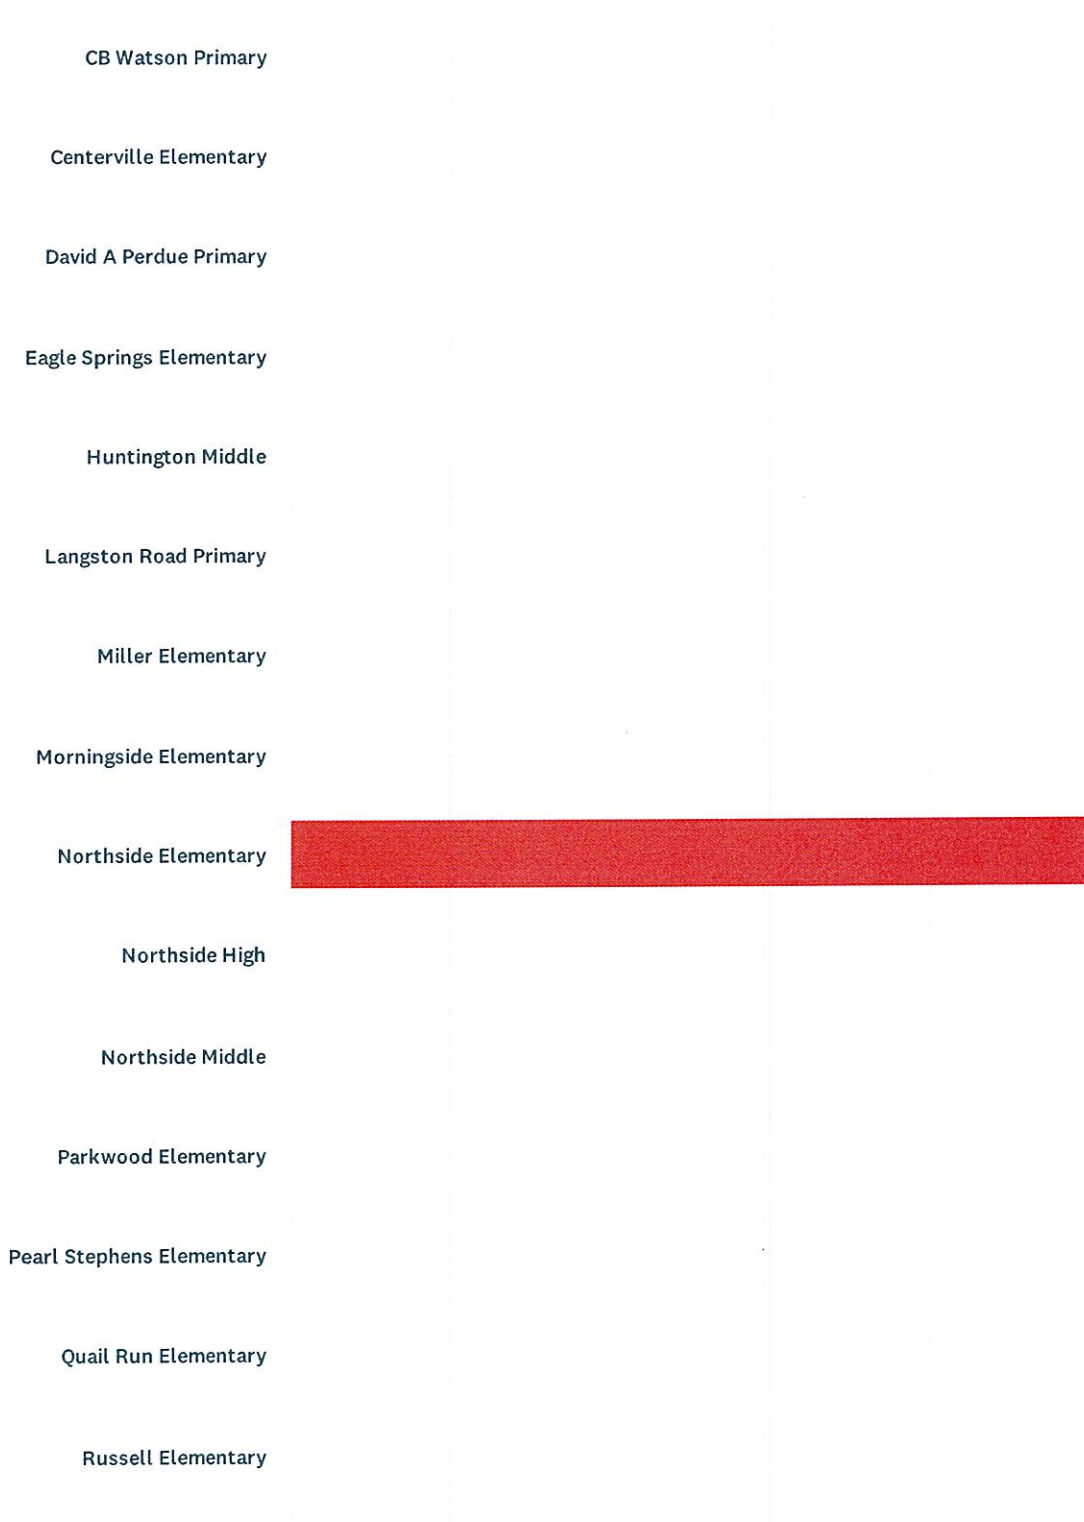 CB Watson Primary
Centerville Elementary
David A Perdue Primary
Eagle Springs Elementary
Huntington Middle
Langston Road Primary
Miller Elementary
Morningside Elementary
Northside Elementary
Northside High
Northside Middle
Parkwood Elementary
Pearl Stephens Elementary
Quail Run Elementary
Russell Elementary